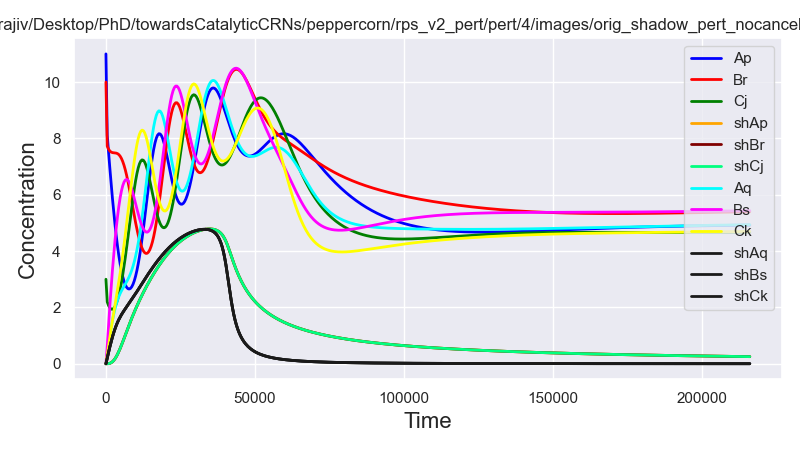 rajiv/Desktop/PhD/towardsCatalyticCRNs/peppercorn/rps_v2_pert/pert/4/images/orig_shadow_pert_nocancel
Concentration
10
8
6
4
2
0
0
50000
100000
150000
200000
Time
Ap
Br
Cj
shAp
shBr
shCj
Aq
Bs
Ck
shAq
shBs
shCk